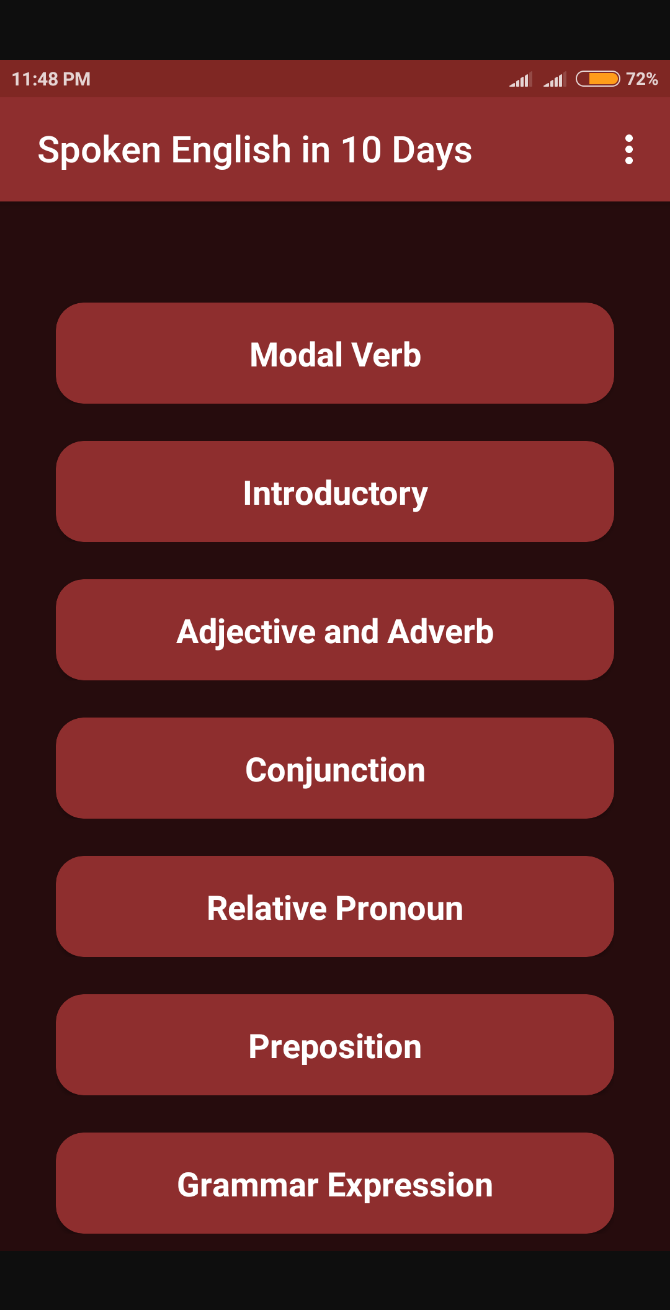 11:48 PM 72%
Spoken English in 10 Days
Modal Verb
Introductory
Adjective and Adverb
Conjunction
Relative Pronoun
Preposition
Grammar Expression